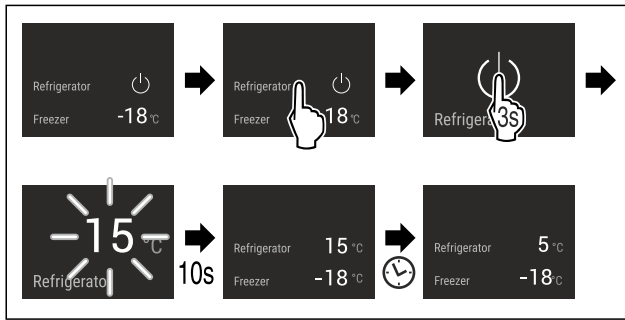 Refrigerator
Freezer -18 °C
Refrigerator
Freezer 18 °C
Refriger 3s
15 °C
Refrigerato
10s
Refrigerator 15 °C
Freezer -18 °C
Refrigerator 5 °C
Freezer -18°C